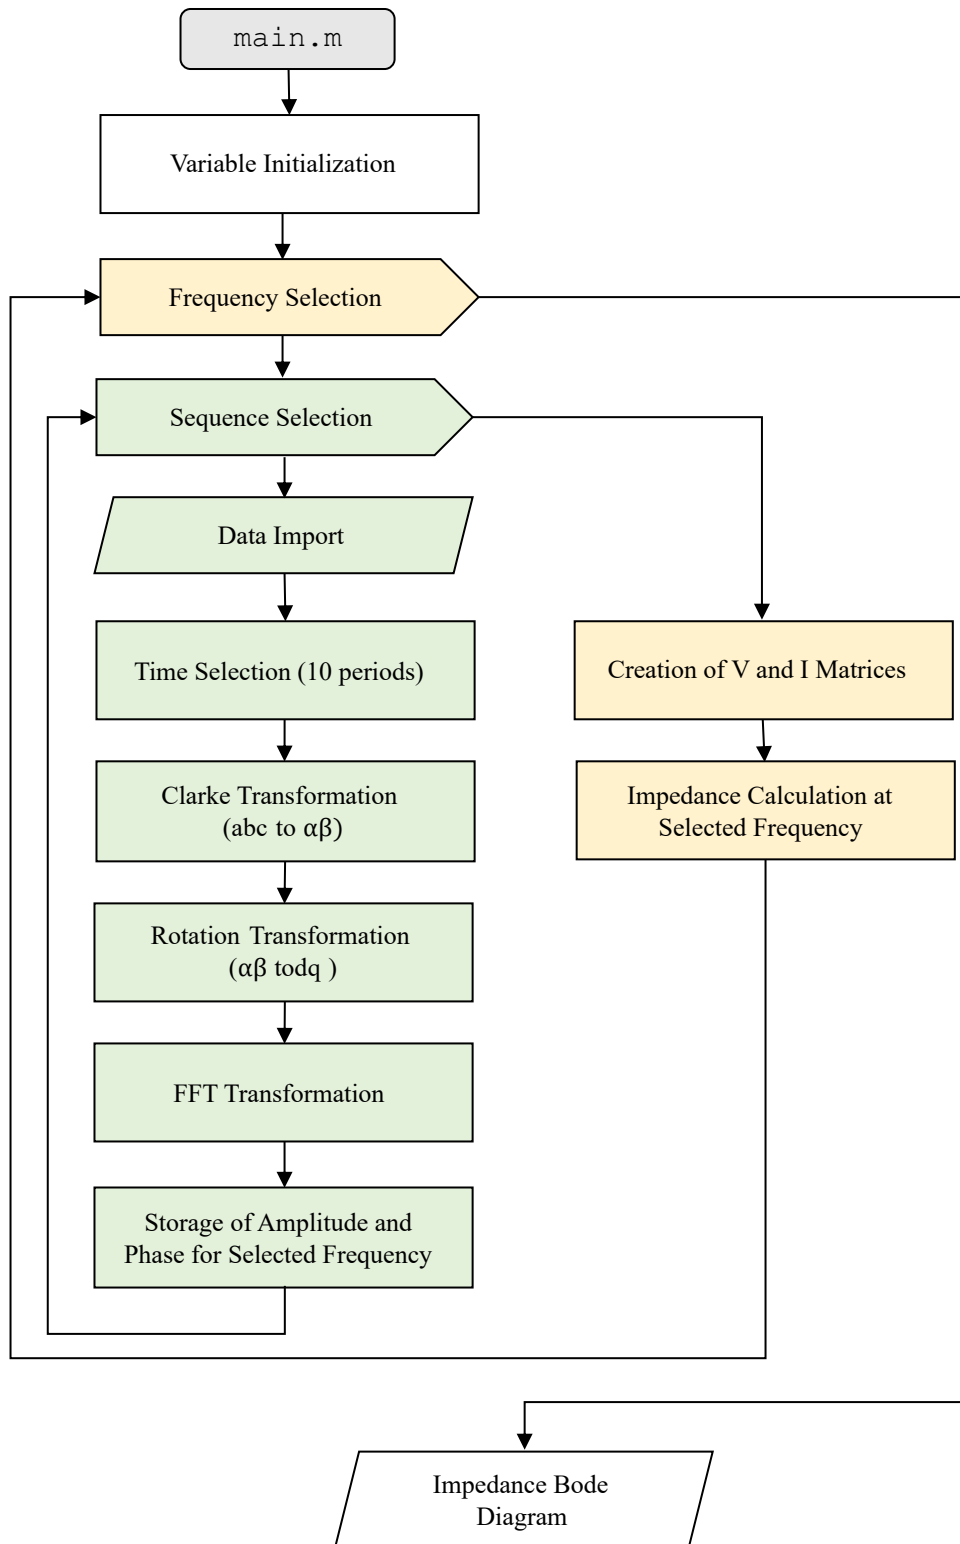 main.m
Variable Initialization
Frequency Selection
Sequence Selection
Data Import
Time Selection (10 periods)
Creation of V and I Matrices
Clarke Transformation
(abc to αβ)
Impedance Calculation at
Selected Frequency
Rotation Transformation
(αβ todq )
FFT Transformation
Storage of Amplitude and
Phase for Selected Frequency
Impedance Bode
Diagram